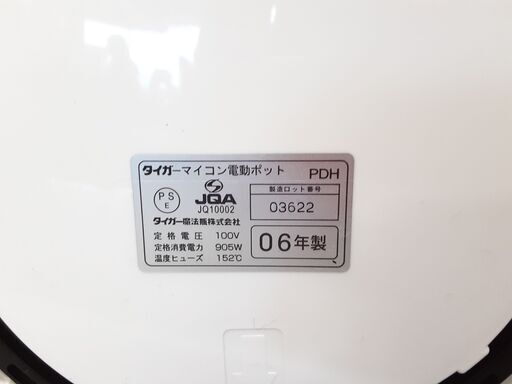 タイガーマイコン電動ポット PDH
PS
E
JQA
JQ10002
製造ロット番号
03622
タイガー魔法瓶株式会社
定格電圧 100V
定格消費電力 905W
温度ヒューズ 152℃
06年製